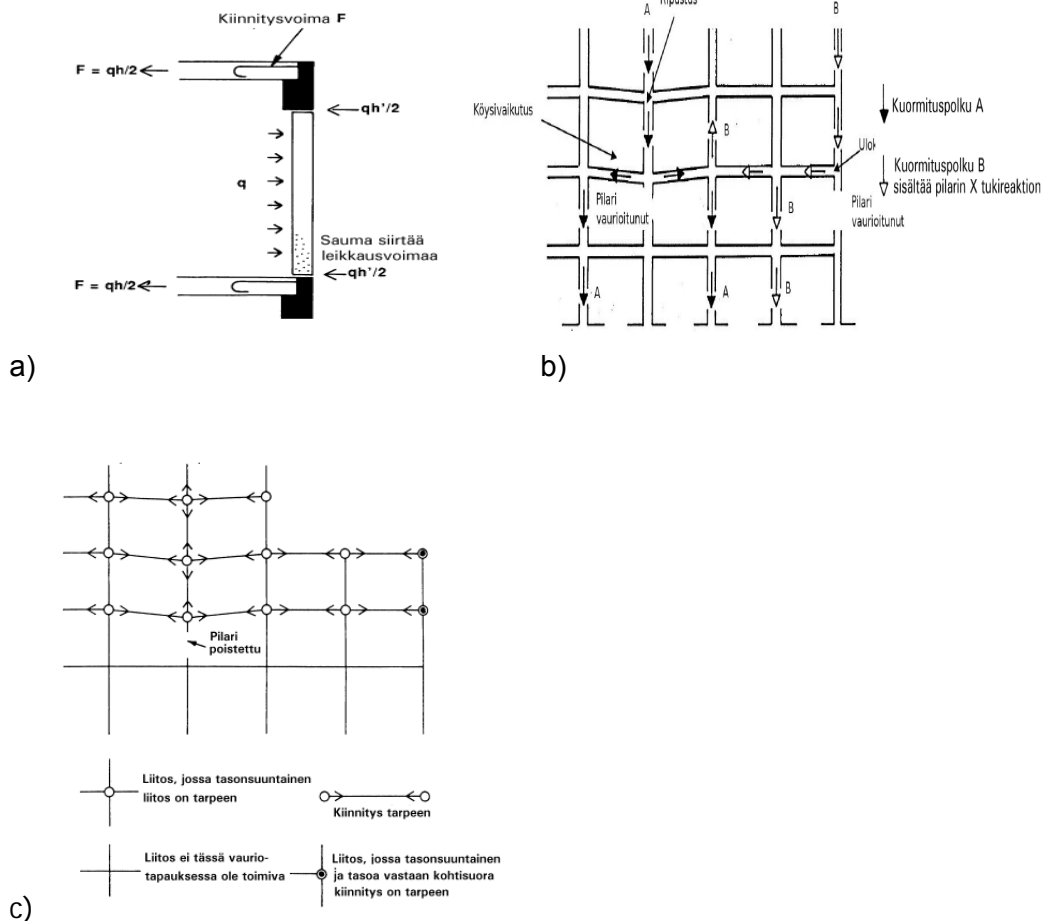 Kiinnitysvoima F
F = qh/2
qh'/2
q
Sauma siirtää
leikkausvoimaa
qh'/2
F = qh/2
a)
A
Ripustus
B
Köysivaikutus
Kuormituspolku A
B
Kuormituspolku B
sisältää pilarin X tukireaktion
Pilari
vaurioitunut
B
Pilari
vaurioitunut
A
A
B
b)
Pilari
poistettu
Liitos, jossa tasonsuuntainen
liitos on tarpeen
Kiinnitys tarpeen
Liitos ei tässä vaurio-
tapauksessa ole toimiva
Liitos, jossa tasonsuuntainen
ja tasoa vastaan kohtisuora
kiinnitys on tarpeen
c)